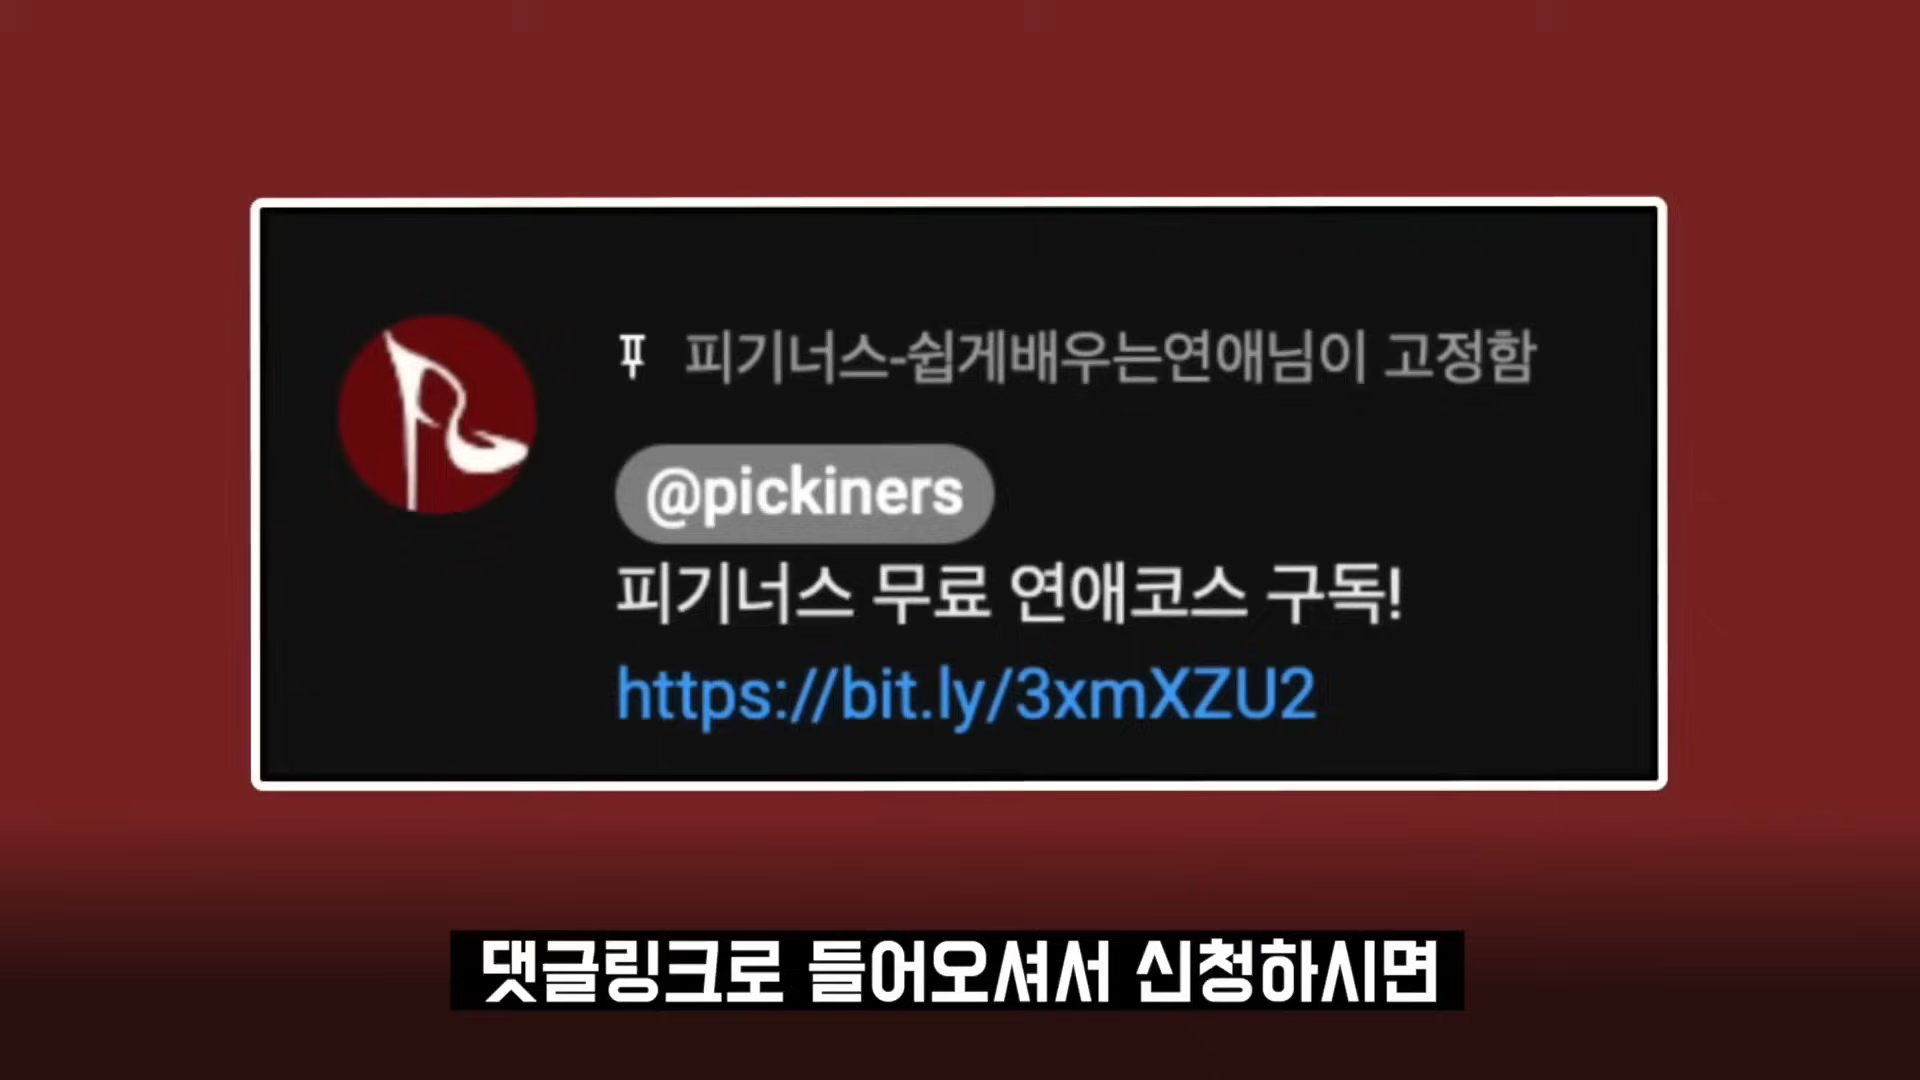 피기너스-쉽게배우는연애님이 고정함
@pickiners
피기너스 무료 연애코스 구독!
https://bit.ly/3xmXZU2
댓글링크로 들어오셔서 신청하시면